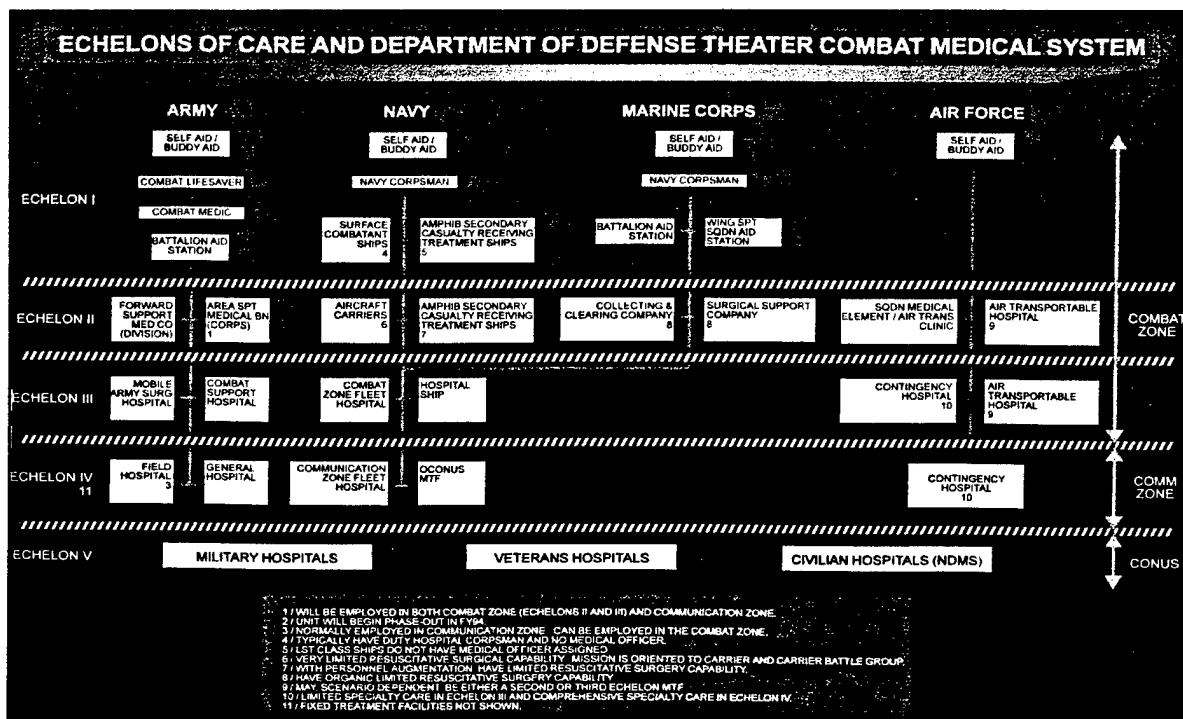 ECHELONS OF CARE AND DEPARTMENT OF DEFENSE THEATER COMBAT MEDICAL SYSTEM
ARMY
NAVY
MARINE CORPS
AIR FORCE
ECHELON I
SELF AID /
BUDDY AID
COMBAT LIFESAVER
COMBAT MEDIC
BATTALION AID
STATION
SELF AID /
BUDDY AID
NAVY CORPSMAN
SURFACE
COMBATANT
SHIPS
4
AMPHIB SECONDARY
CASUALTY RECEIVING
TREATMENT SHIPS
5
SELF AID /
BUDDY AID
NAVY CORPSMAN
BATTALION AID
STATION
WING SPT
SQDN AID
STATION
SELF AID /
BUDDY AID
ECHELON II
FORWARD
SUPPORT
MED CO
(DIVISION)
AREA SPT
MEDICAL BN
(CORPS)
1
AIRCRAFT
CARRIERS
6
AMPHIB SECONDARY
CASUALTY RECEIVING
TREATMENT SHIPS
7
COLLECTING &
CLEARING COMPANY
8
SURGICAL SUPPORT
COMPANY
8
SQDN MEDICAL
ELEMENT / AIR TRANS
CLINIC
AIR TRANSPORTABLE
HOSPITAL
9
COMBAT
ZONE
ECHELON III
MOBILE
ARMY SURG
HOSPITAL
COMBAT
SUPPORT
HOSPITAL
COMBAT
ZONE FLEET
HOSPITAL
HOSPITAL
SHIP
CONTINGENCY
HOSPITAL
10
AIR
TRANSPORTABLE
HOSPITAL
9
ECHELON IV
11
FIELD
HOSPITAL
3
GENERAL
HOSPITAL
COMMUNICATION
ZONE FLEET
HOSPITAL
OCONUS
MTF
CONTINGENCY
HOSPITAL
10
COMM
ZONE
ECHELON V
MILITARY HOSPITALS
VETERANS HOSPITALS
CIVILIAN HOSPITALS (NDMS)
CONUS
1 / WILL BE EMPLOYED IN BOTH COMBAT ZONE (ECHELONS II AND III) AND COMMUNICATION ZONE.
2 / UNIT WILL BEGIN PHASE-OUT IN FY94.
3 / NORMALLY EMPLOYED IN COMMUNICATION ZONE CAN BE EMPLOYED IN THE COMBAT ZONE.
4 / TYPICALLY HAVE DUTY HOSPITAL CORPSMAN AND NO MEDICAL OFFICER.
5 / LST CLASS SHIPS DO NOT HAVE MEDICAL OFFICER ASSIGNED
6 / VERY LIMITED RESUSCITATIVE SURGICAL CAPABILITY MISSION IS ORIENTED TO CARRIER AND CARRIER BATTLE GROUP.
7 / WITH PERSONNEL AUGMENTATION HAVE LIMITED RESUSCITATIVE SURGERY CAPABILITY.
8 / HAVE ORGANIC LIMITED RESUSCITATIVE SURGERY CAPABILITY
9 / MAY, SCENARIO DEPENDENT BE EITHER A SECOND OR THIRD ECHELON MTF
10 / LIMITED SPECIALTY CARE IN ECHELON III AND COMPREHENSIVE SPECIALTY CARE IN ECHELON IV.
11 / FIXED TREATMENT FACILITIES NOT SHOWN.